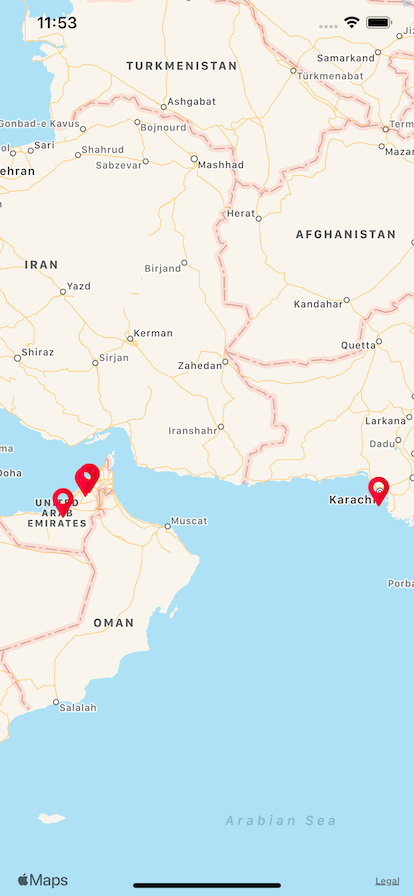 11:53
Samarkand
TURKMENISTAN
Türkmenabat
Ashgabat
Gonbad-e Kavus
Bojnourd
Sari
Shahrud
Mazar
Sabzevar
Mashhad
ehran
Herat
AFGHANISTAN
IRAN
Birjand
Yazd
Kandahar
Kerman
Quetta
Shiraz
Sirjan
Zahedan
Larkana
Iranshahr
Dadu
Doha
UNITED
ARAB
EMIRATES
Karachi
Muscat
Porba
OMAN
Salalah
Arabian Sea
Maps
Legal